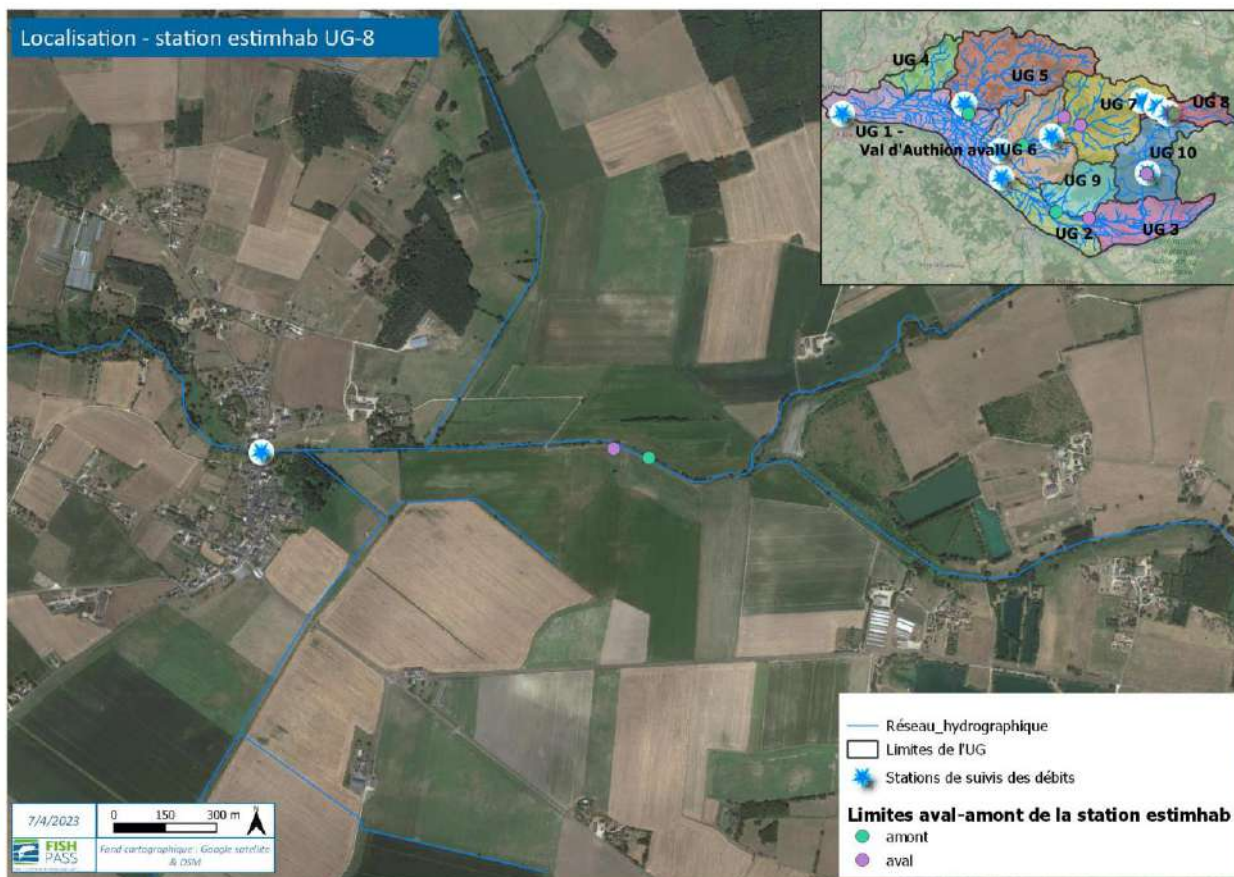 Localisation - station estimhab UG-8
UG 4
UG 5
UG 7
UG 8
UG 1 -
Val d'Authion aval
UG 6
UG 10
UG 9
UG 2
UG 3
Réseau_hydrographique
Limites de l'UG
Stations de suivis des débits
Limites aval-amont de la station estimhab
amont
aval
7/4/2023
0 150 300 m
N
FISH
PASS
Fond cartographique : Google satellite
& OSM